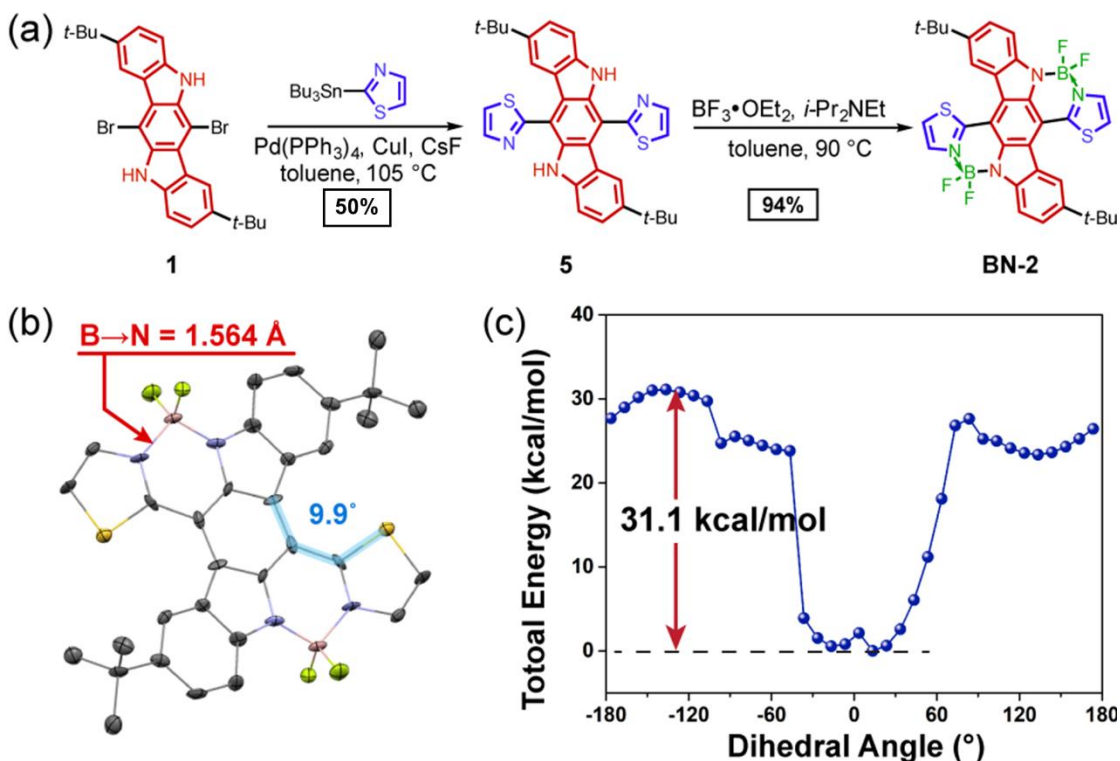 (a)
t-Bu
NH
Br
Br
HN
t-Bu
1
Bu3Sn
N
S
Pd(PPh3)4, CuI, CsF
toluene, 105 °C
50%
t-Bu
NH
S
N
N
S
HN
t-Bu
5
BF3•OEt2, i-Pr2NEt
toluene, 90 °C
94%
t-Bu
F
F
B
N
N
S
S
N
N
B
F
F
t-Bu
BN-2
(b)
B→N = 1.564 Å
9.9°
(c)
Totoal Energy (kcal/mol)
40
30
20
10
0
31.1 kcal/mol
-180 -120 -60 0 60 120 180
Dihedral Angle (°)